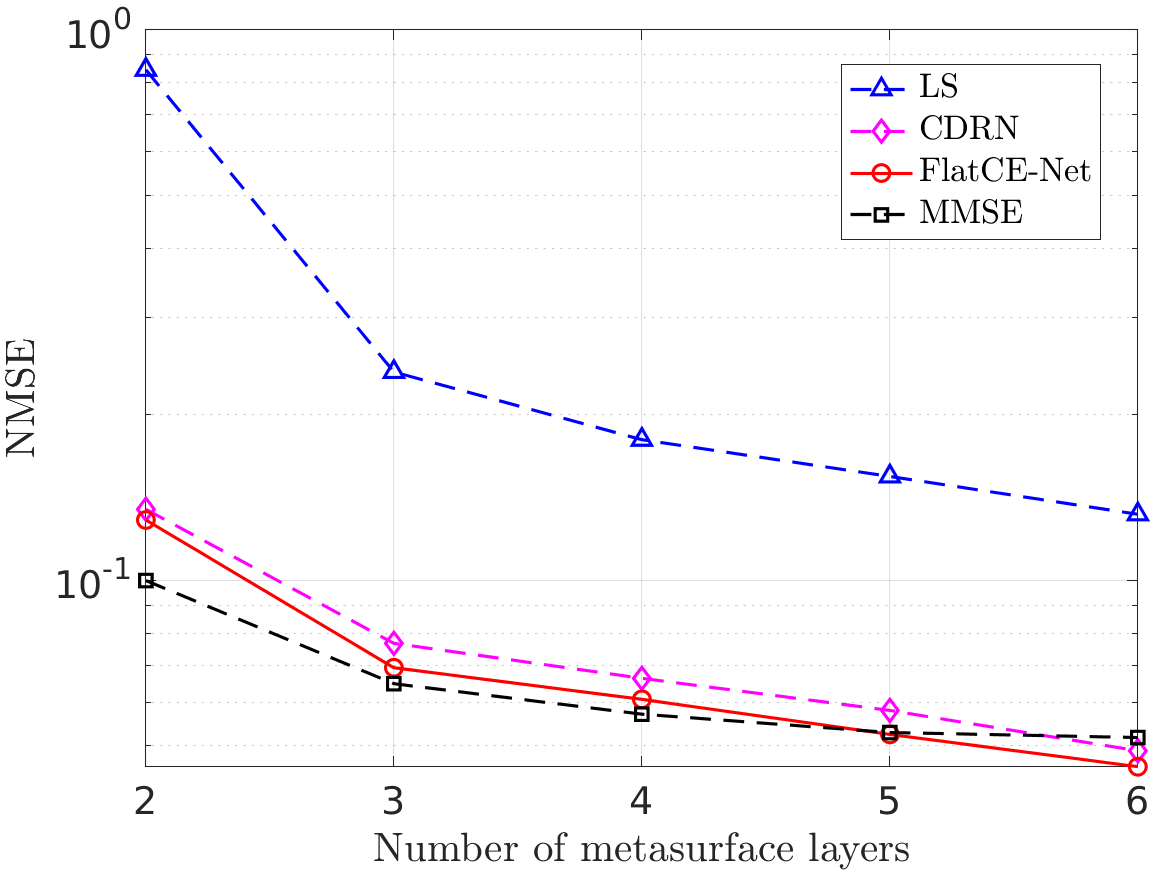 10^0
LS
CDRN
FlatCE-Net
MMSE
NMSE
10^-1
2 3 4 5 6
Number of metasurface layers